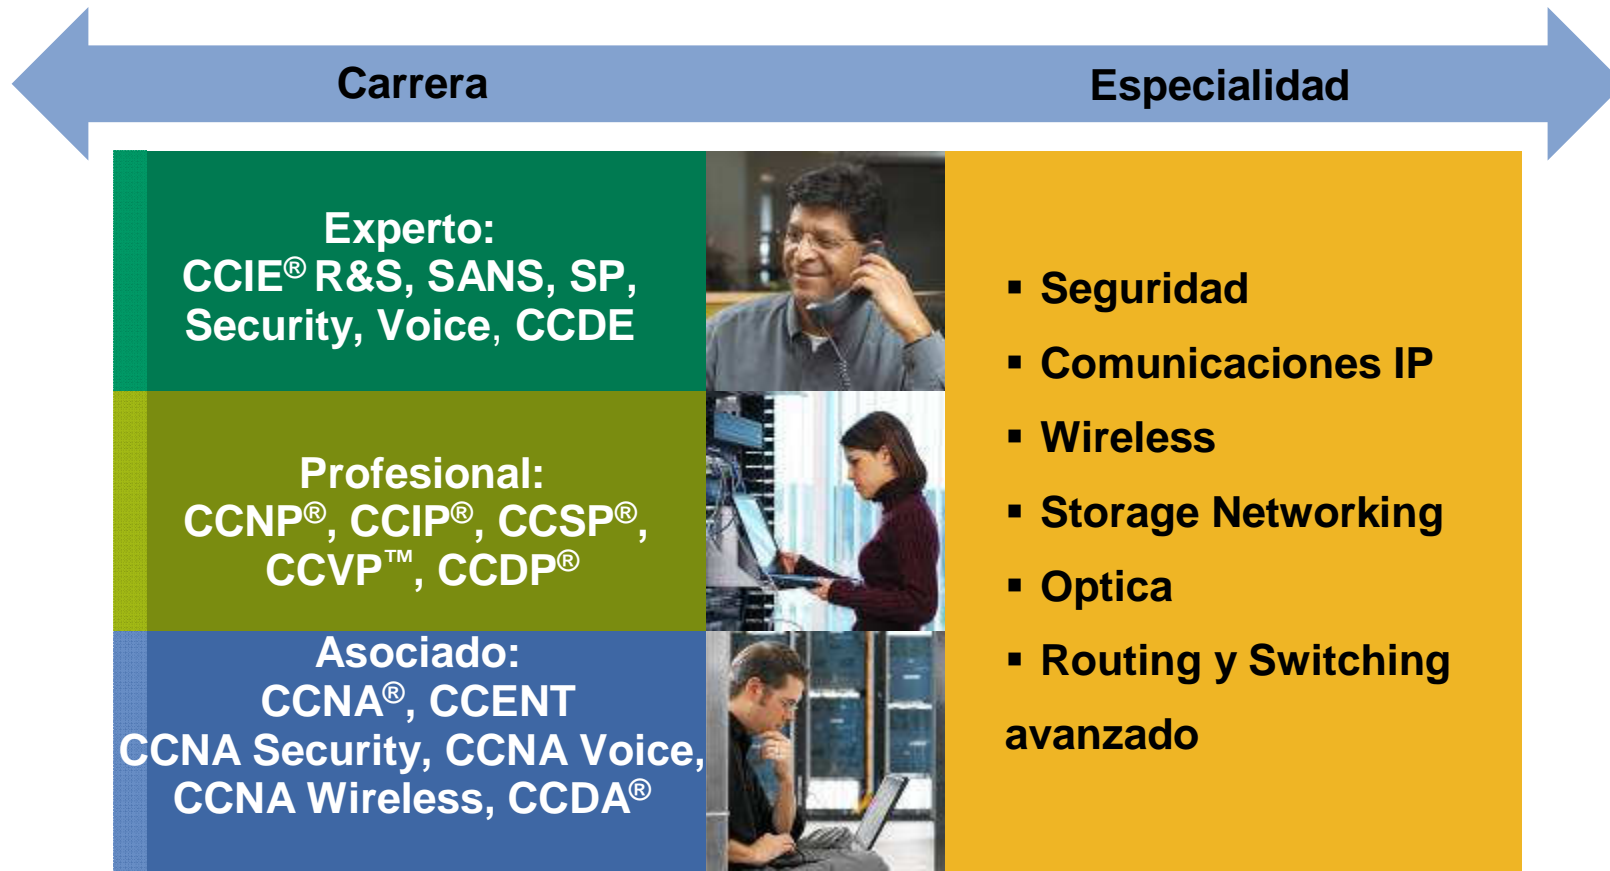 Carrera
Especialidad
Experto:
CCIE® R&S, SANS, SP,
Security, Voice, CCDE
Profesional:
CCNP®, CCIP®, CCSP®,
CCVP™, CCDP®
Asociado:
CCNA®, CCENT
CCNA Security, CCNA Voice,
CCNA Wireless, CCDA®
▪ Seguridad
▪ Comunicaciones IP
▪ Wireless
▪ Storage Networking
▪ Optica
▪ Routing y Switching
avanzado